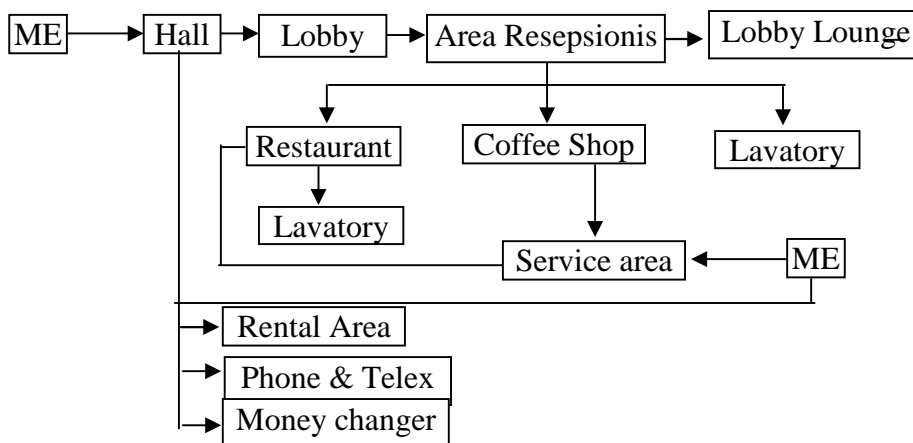 ME
Hall
Lobby
Area Resepsionis
Lobby Lounge
Restaurant
Coffee Shop
Lavatory
Lavatory
Service area
ME
Rental Area
Phone & Telex
Money changer